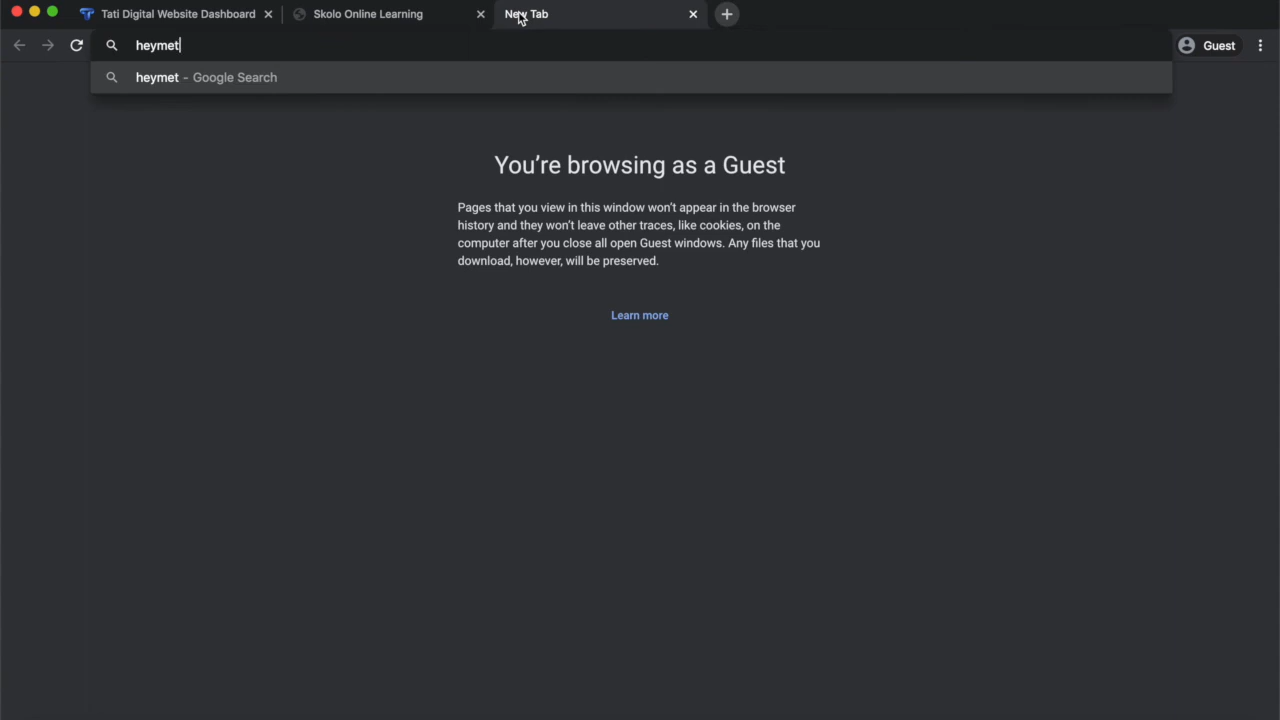 Tati Digital Website Dashboard
Skolo Online Learning
New Tab
heymet
Guest
heymet - Google Search
You're browsing as a Guest
Pages that you view in this window won't appear in the browser
history and they won't leave other traces, like cookies, on the
computer after you close all open Guest windows. Any files that you
download, however, will be preserved.
Learn more